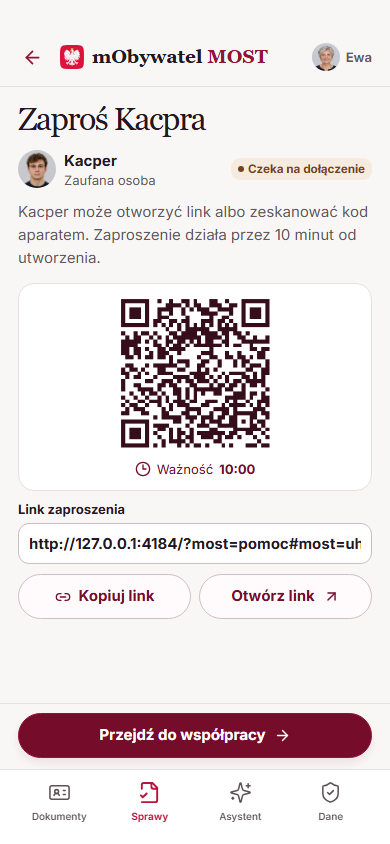 mObywatel MOST
Ewa
Zaproś Kacpra
Kacper
Zaufana osoba
Czeka na dołączenie
Kacper może otworzyć link albo zeskanować kod
aparatem. Zaproszenie działa przez 10 minut od
utworzenia.
Ważność 10:00
Link zaproszenia
http://127.0.0.1:4184/?most=pomoc#most=uh
Kopiuj link
Otwórz link
Przejdź do współpracy
Dokumenty
Sprawy
Asystent
Dane